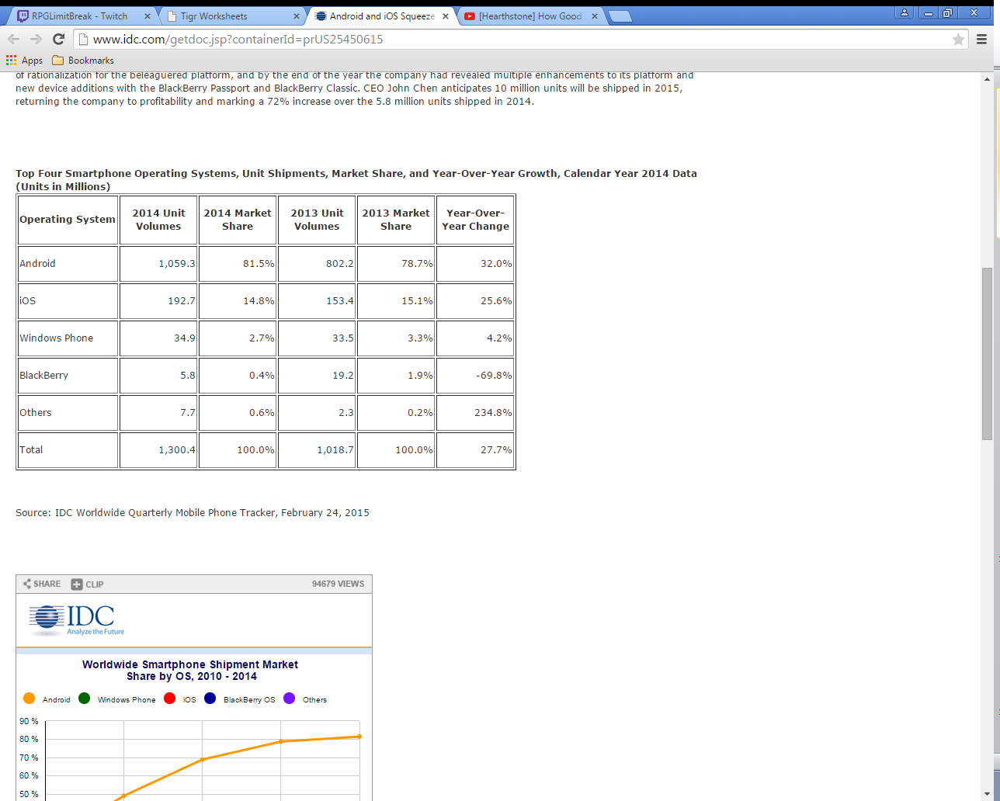 RPGLimitBreak - Twitch
Tigr Worksheets
Android and iOS Squeeze
[Hearthstone] How Good
www.idc.com/getdoc.jsp?containerId=prUS25450615
Apps Bookmarks
of rationalization for the beleaguered platform, and by the end of the year the company had revealed multiple enhancements to its platform and
new device additions with the BlackBerry Passport and BlackBerry Classic. CEO John Chen anticipates 10 million units will be shipped in 2015,
returning the company to profitability and marking a 72% increase over the 5.8 million units shipped in 2014.
Top Four Smartphone Operating Systems, Unit Shipments, Market Share, and Year-Over-Year Growth, Calendar Year 2014 Data
(Units in Millions)
Operating System 2014 Unit Volumes 2014 Market Share 2013 Unit Volumes 2013 Market Share Year-Over-Year Change
Android 1,059.3 81.5% 802.2 78.7% 32.0%
iOS 192.7 14.8% 153.4 15.1% 25.6%
Windows Phone 34.9 2.7% 33.5 3.3% 4.2%
BlackBerry 5.8 0.4% 19.2 1.9% -69.8%
Others 7.7 0.6% 2.3 0.2% 234.8%
Total 1,300.4 100.0% 1,018.7 100.0% 27.7%
Source: IDC Worldwide Quarterly Mobile Phone Tracker, February 24, 2015
SHARE CLIP 94679 VIEWS
IDC
Analyze the Future
Worldwide Smartphone Shipment Market
Share by OS, 2010 - 2014
Android Windows Phone iOS BlackBerry OS Others
90 %
80 %
70 %
60 %
50 %